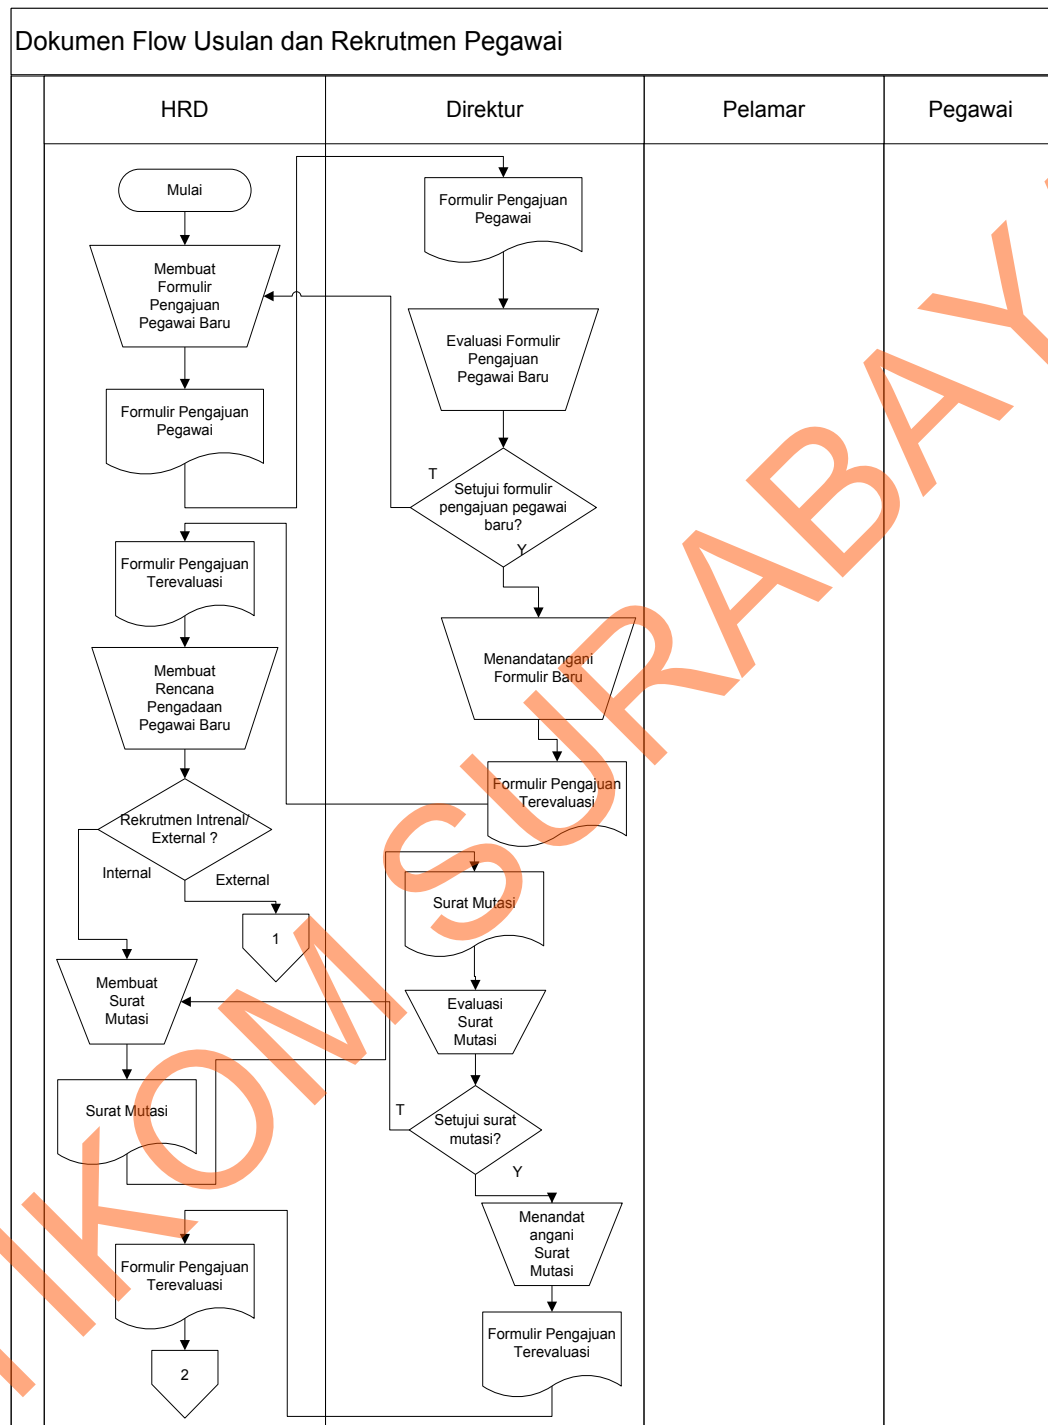 Dokumen Flow Usulan dan Rekrutmen Pegawai
HRD
Direktur
Pelamar
Pegawai
Mulai
Membuat
Formulir
Pengajuan
Pegawai Baru
Formulir Pengajuan
Pegawai
Formulir Pengajuan
Pegawai
Evaluasi Formulir
Pengajuan
Pegawai Baru
T
Setujui formulir
pengajuan pegawai
baru?
Y
Menandatangani
Formulir Baru
Formulir Pengajuan
Terevaluasi
Formulir Pengajuan
Terevaluasi
Membuat
Rencana
Pengadaan
Pegawai Baru
Rekrutmen Intrenal/
External ?
Internal
External
1
Membuat
Surat
Mutasi
Surat Mutasi
Surat Mutasi
Evaluasi
Surat
Mutasi
T
Setujui surat
mutasi?
Y
Menandat
angani
Surat
Mutasi
Formulir Pengajuan
Terevaluasi
Formulir Pengajuan
Terevaluasi
2
IKOM SURABAY